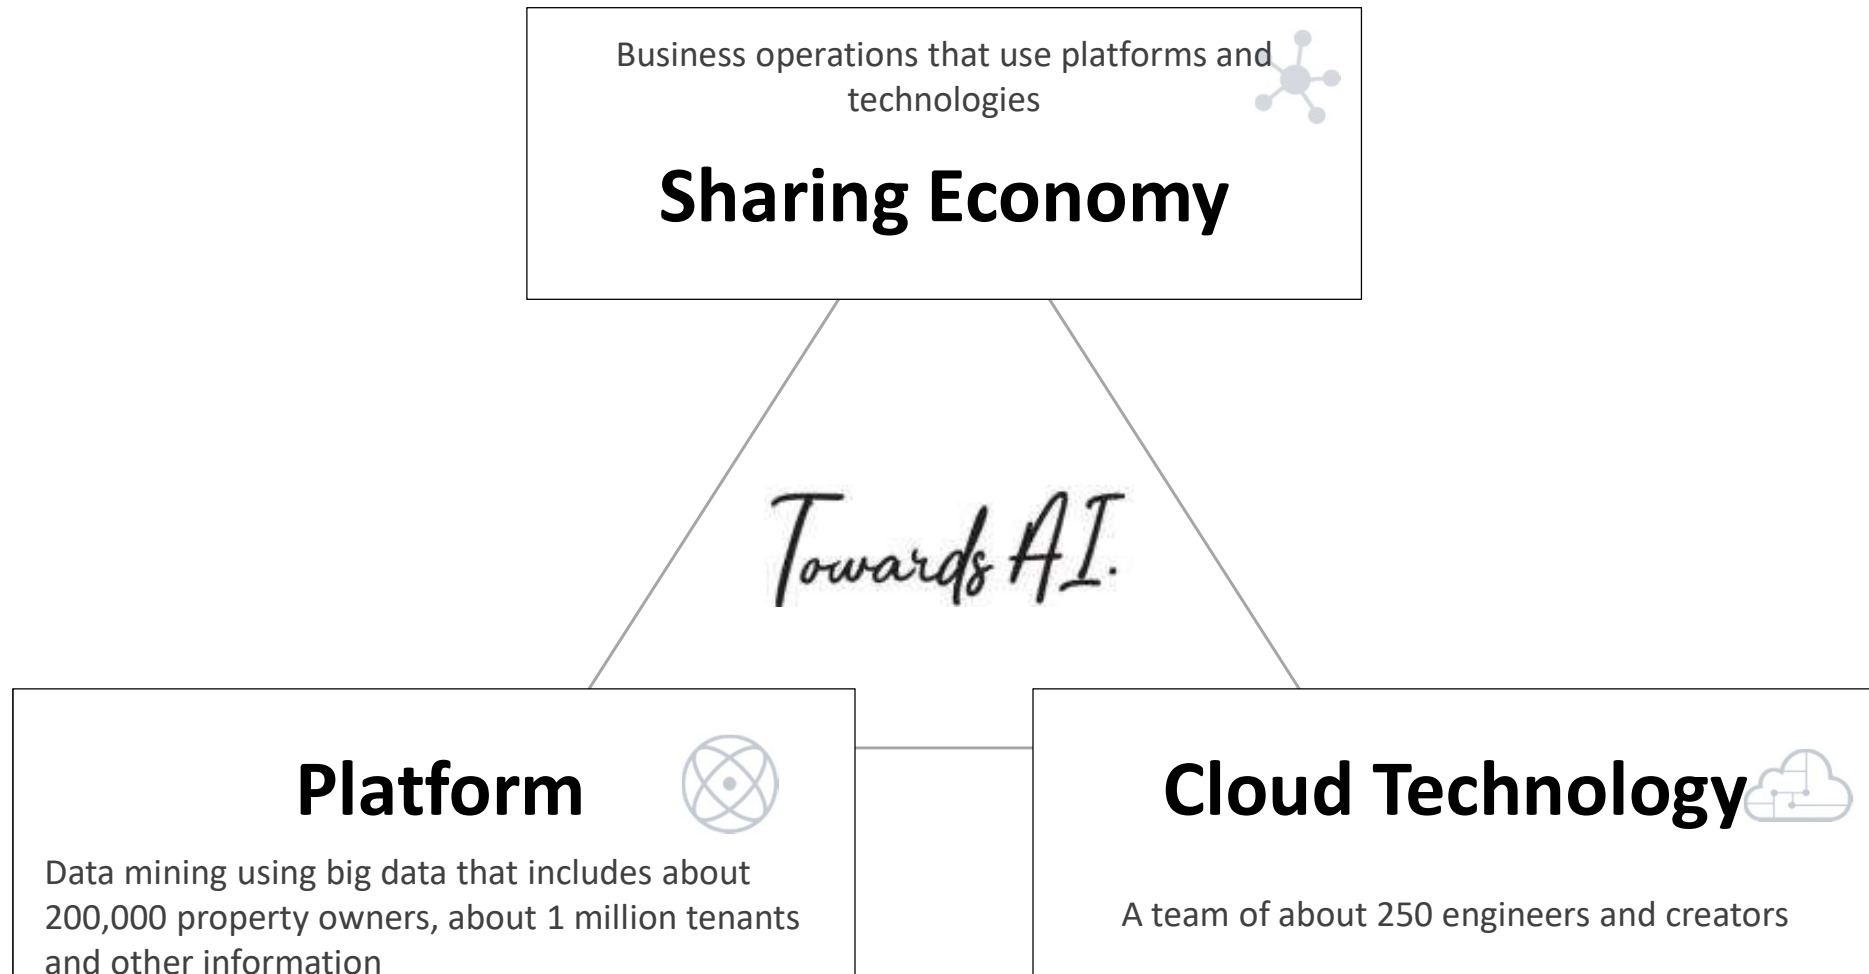 Business operations that use platforms and
technologies
Sharing Economy
Towards AI.
Platform
Data mining using big data that includes about
200,000 property owners, about 1 million tenants
and other information
Cloud Technology
A team of about 250 engineers and creators